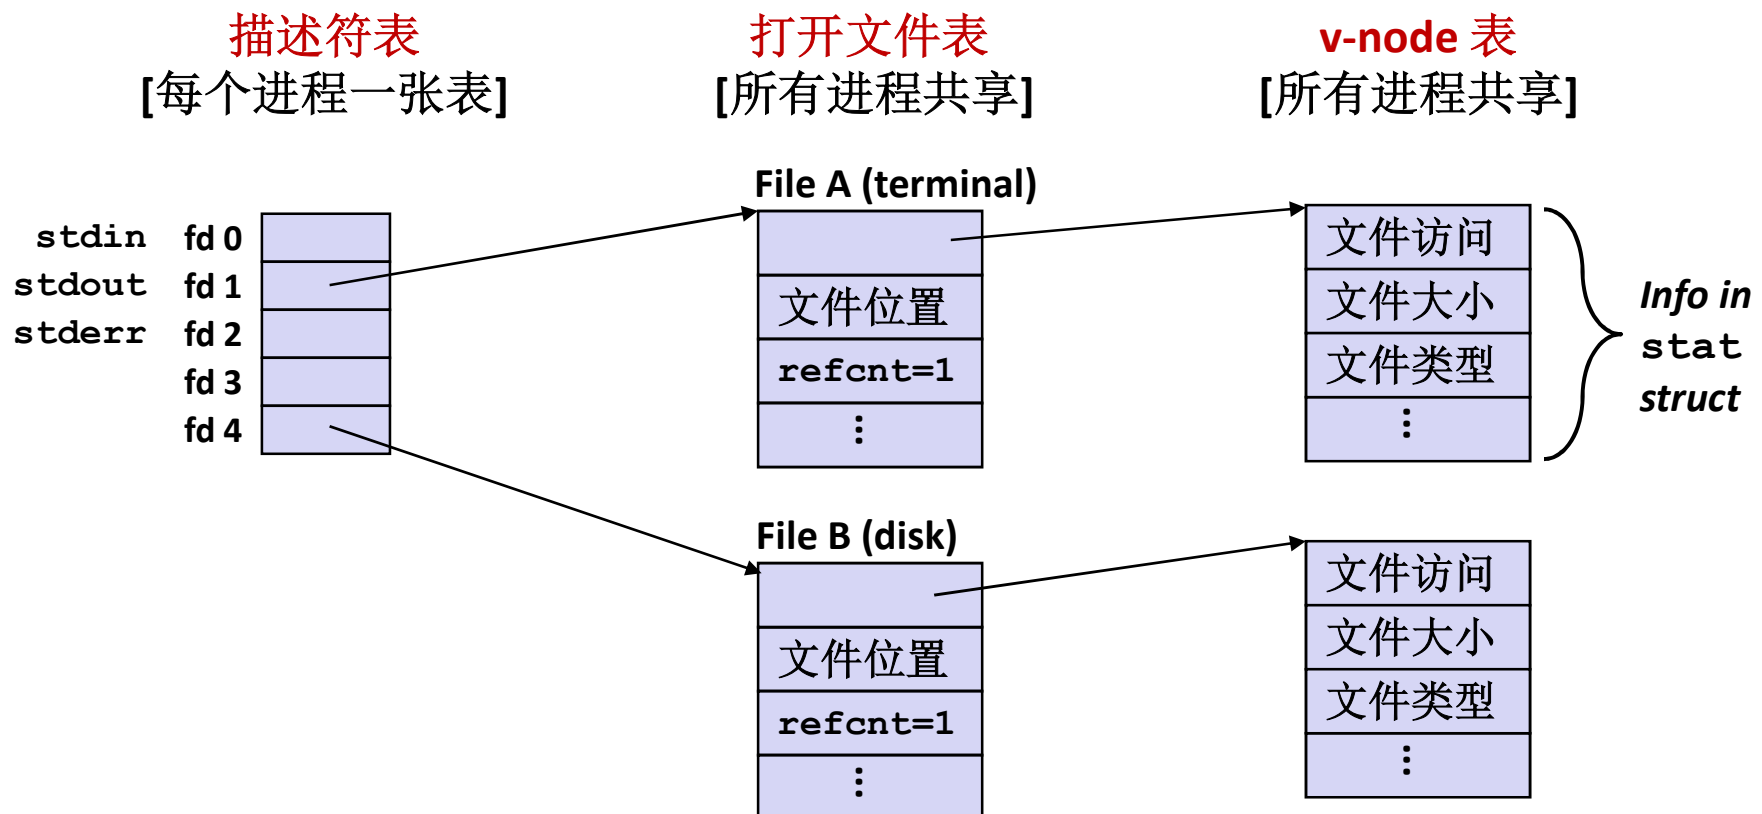 描述符表
[每个进程一张表]
打开文件表
[所有进程共享]
v-node 表
[所有进程共享]
stdin fd 0
stdout fd 1
stderr fd 2
fd 3
fd 4
File A (terminal)
文件位置
refcnt=1
⋮
文件访问
文件大小
文件类型
⋮
Info in
stat
struct
File B (disk)
文件位置
refcnt=1
⋮
文件访问
文件大小
文件类型
⋮